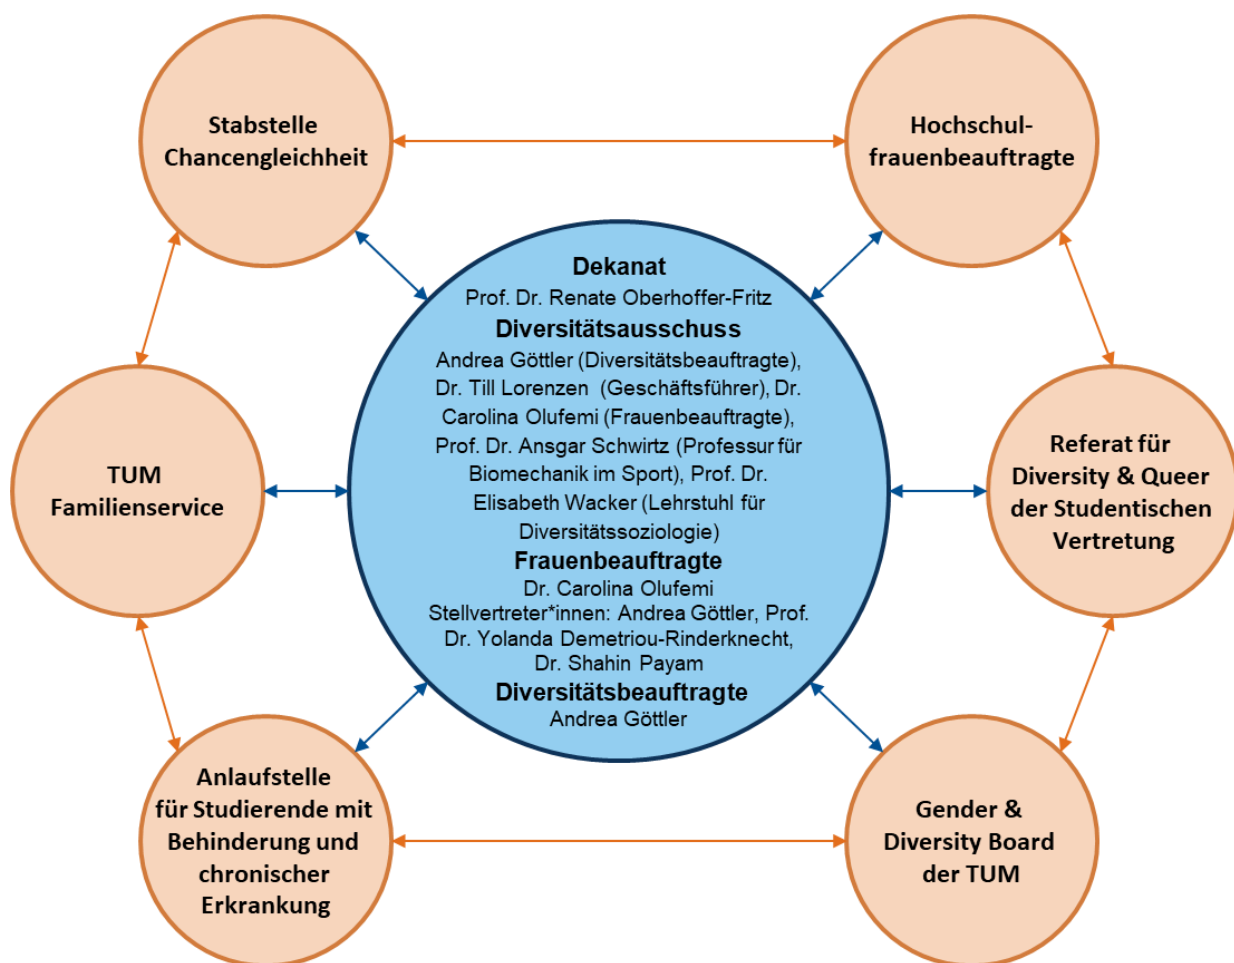 Stabstelle
Chancengleichheit
Hochschul-
frauenbeauftragte
Dekanat
Prof. Dr. Renate Oberhoffer-Fritz
Diversitätsausschuss
Andrea Göttler (Diversitätsbeauftragte),
Dr. Till Lorenzen (Geschäftsführer), Dr.
Carolina Olufemi (Frauenbeauftragte),
Prof. Dr. Ansgar Schwirtz (Professur für
Biomechanik im Sport), Prof. Dr.
Elisabeth Wacker (Lehrstuhl für
Diversitätssoziologie)
Frauenbeauftragte
Dr. Carolina Olufemi
Stellvertreter*innen: Andrea Göttler, Prof.
Dr. Yolanda Demetriou-Rinderknecht,
Dr. Shahin Payam
Diversitätsbeauftragte
Andrea Göttler
TUM
Familienservice
Referat für
Diversity & Queer
der Studentischen
Vertretung
Anlaufstelle
für Studierende mit
Behinderung und
chronischer
Erkrankung
Gender &
Diversity Board
der TUM